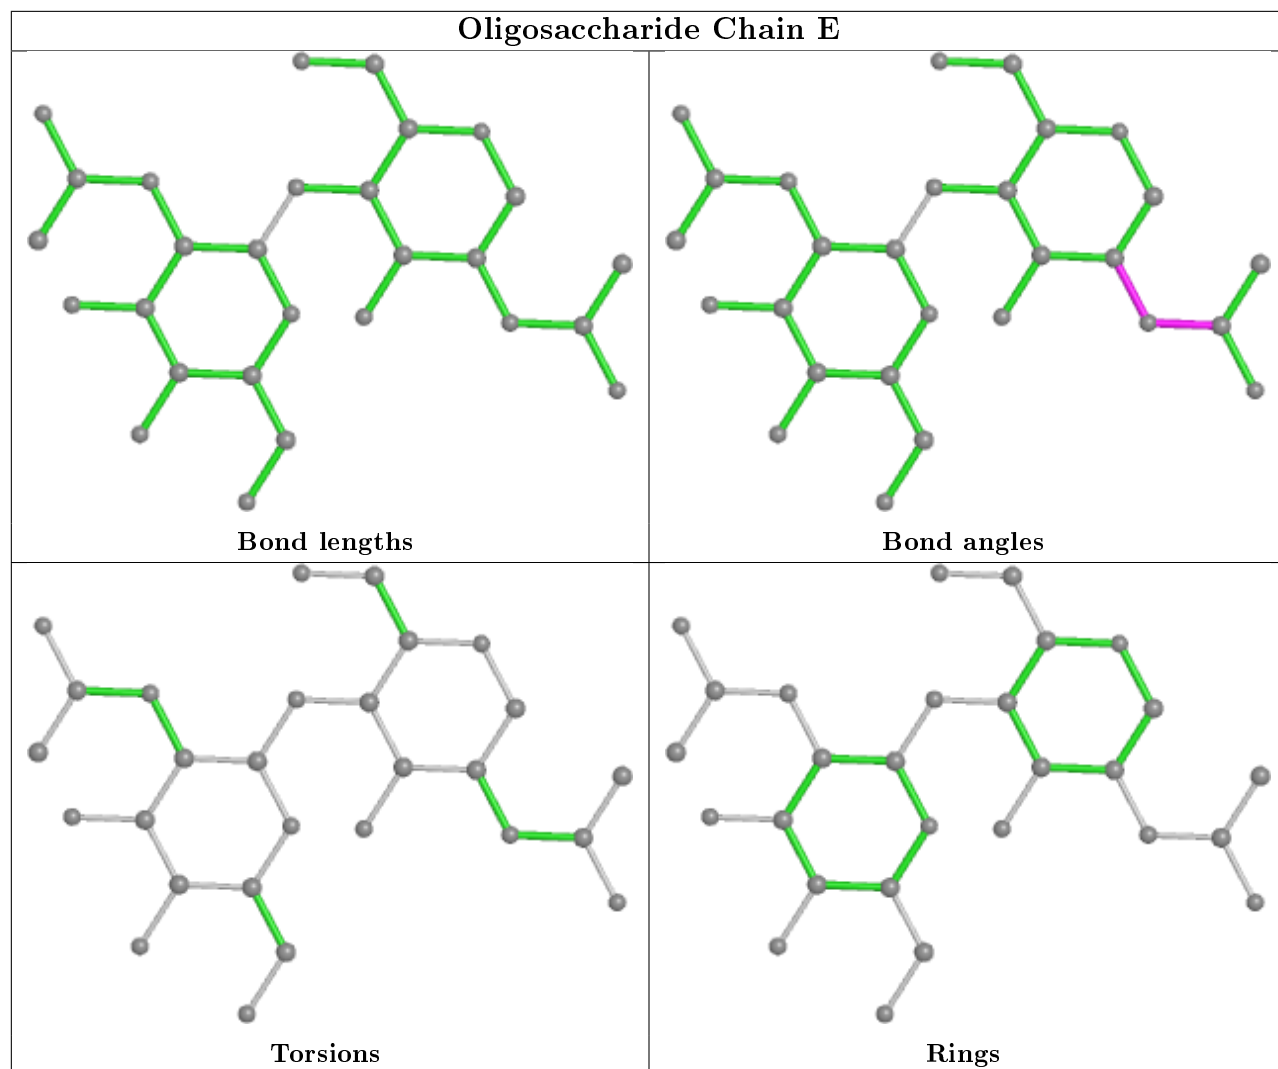 Oligosaccharide Chain E
Bond lengths
Bond angles
Torsions
Rings